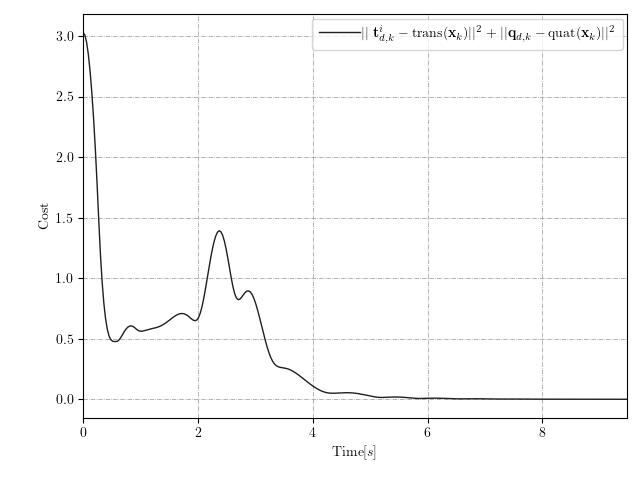 || t^i_{d,k} − trans(x_k)||^2 + ||q_{d,k} − quat(x_k)||^2
3.0
2.5
2.0
1.5
1.0
0.5
0.0
Cost
0 2 4 6 8
Time[s]